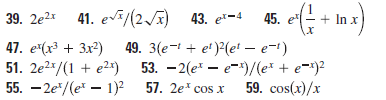 39. 2e^{2x} 41. e^{√x}/(2√x) 43. e^{x−4} 45. e^x(1/x + ln x)
47. e^x(x^3 + 3x^2) 49. 3(e^{−t} + e^t)^2(e^t − e^{−t})
51. 2e^{2x}/(1 + e^{2x}) 53. −2(e^x − e^{−x})/(e^x + e^{−x})^2
55. −2e^x/(e^x − 1)^2 57. 2e^x cos x 59. cos(x)/x